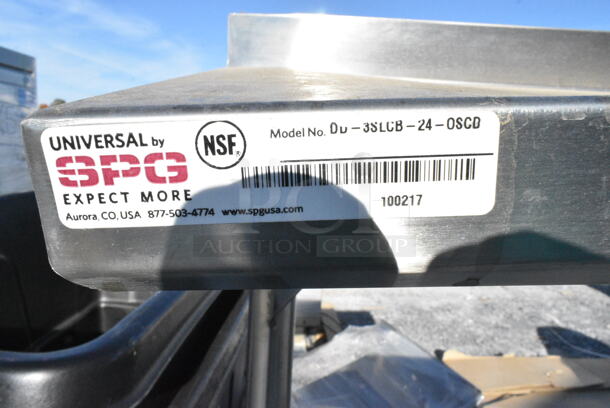 UNIVERSAL by
SPG
EXPECT MORE
Aurora, CO, USA 877-503-4774 www.spgusa.com
NSF®
Model No. DD-3SLCB-24-OSCD
100217
PCI
AUCTION GROUP